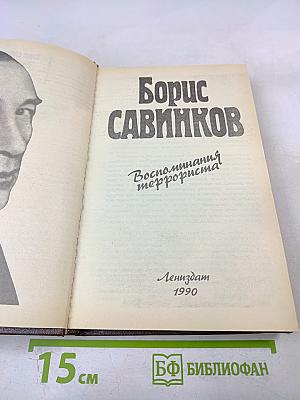 Борис
САВИНКОВ
Воспоминания
террориста
Лениздат
1990
15 см
БФ БИБЛИОФАН